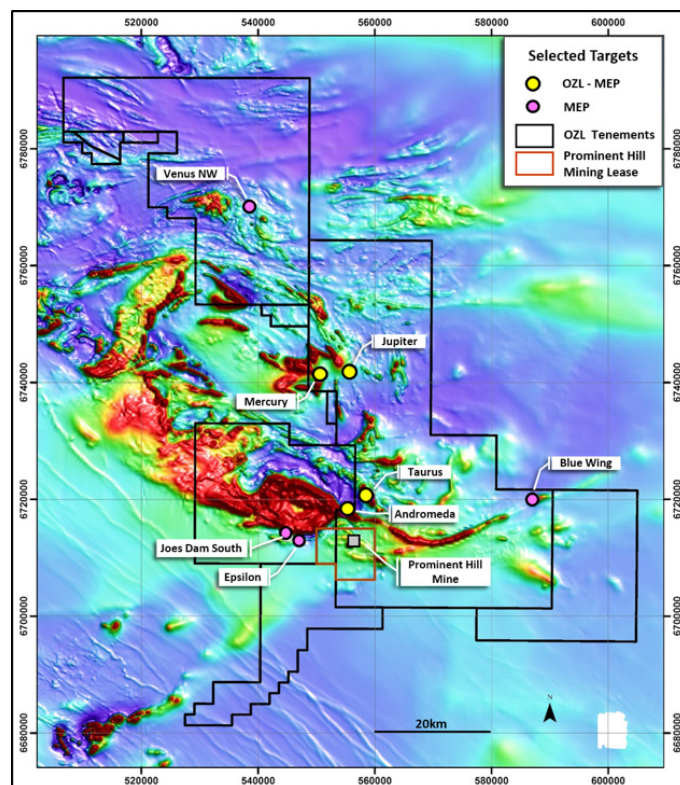 520000 540000 560000 580000 600000
Selected Targets
OZL - MEP
MEP
OZL Tenements
Prominent Hill
Mining Lease
6780000
6780000
Venus NW
6760000
6760000
Jupiter
6740000
6740000
Mercury
Taurus
Blue Wing
6720000
6720000
Andromeda
Joes Dam South
Prominent Hill
Mine
Epsilon
6700000
6700000
20km
N
6680000
6680000
520000 540000 560000 580000 600000